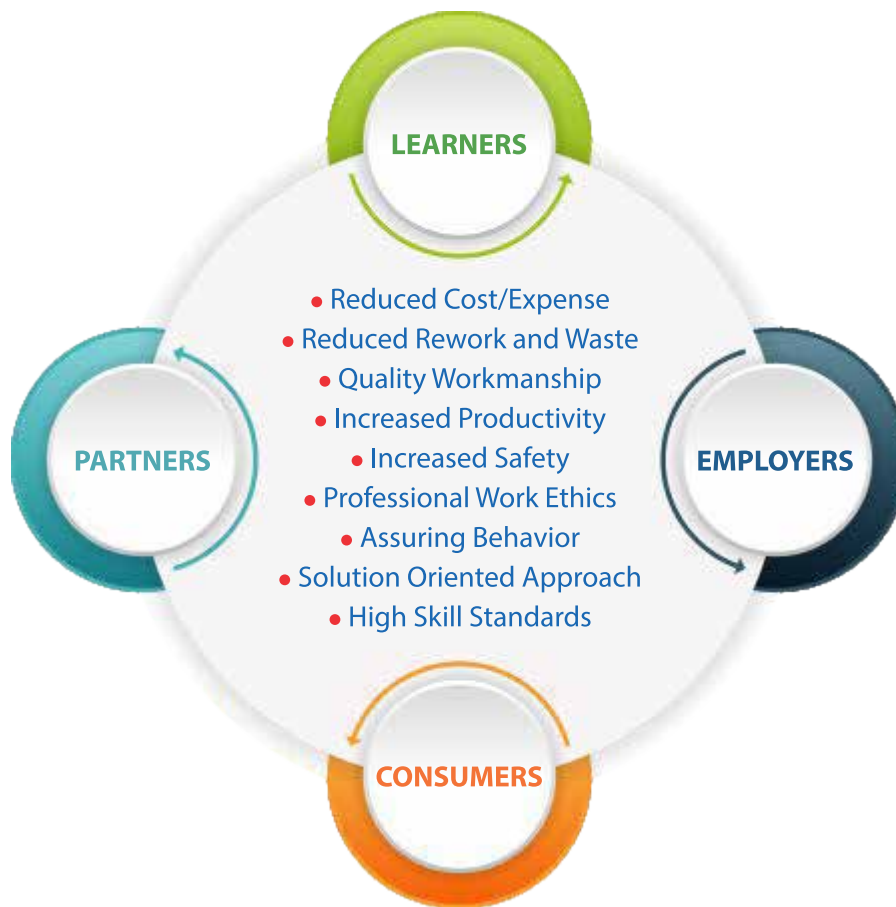 LEARNERS
• Reduced Cost/Expense
• Reduced Rework and Waste
• Quality Workmanship
• Increased Productivity
• Increased Safety
• Professional Work Ethics
• Assuring Behavior
• Solution Oriented Approach
• High Skill Standards
PARTNERS
EMPLOYERS
CONSUMERS